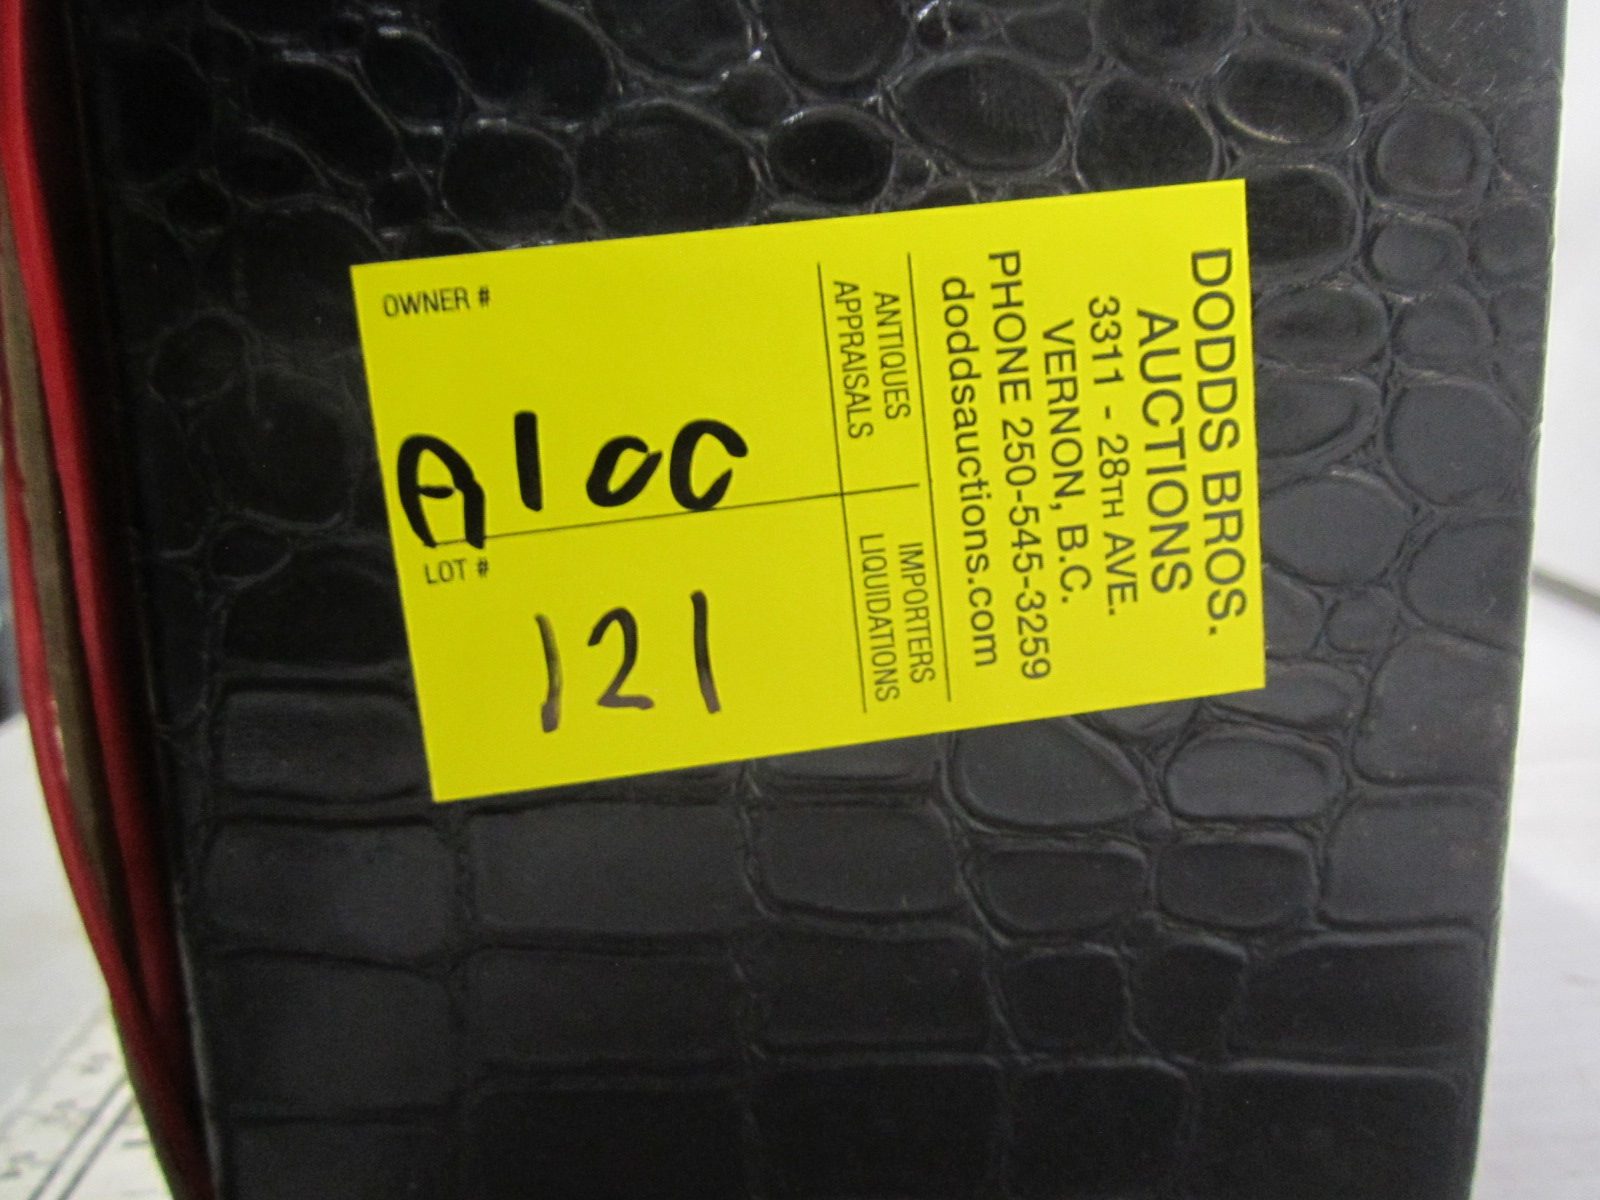 DODDS BROS.
AUCTIONS
3311 - 28TH AVE.
VERNON, B.C.
PHONE 250-545-3259
doddsauctions.com
ANTIQUES
APPRAISALS
IMPORTERS
LIQUIDATIONS
OWNER #
A100
LOT #
121